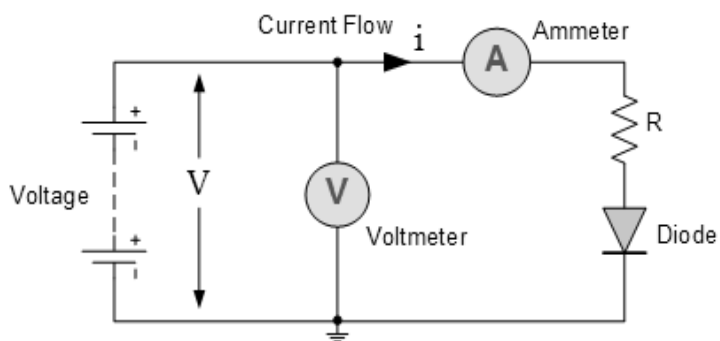 Current Flow
i
Ammeter
A
+
R
V
V
Voltage
Voltmeter
Diode
+